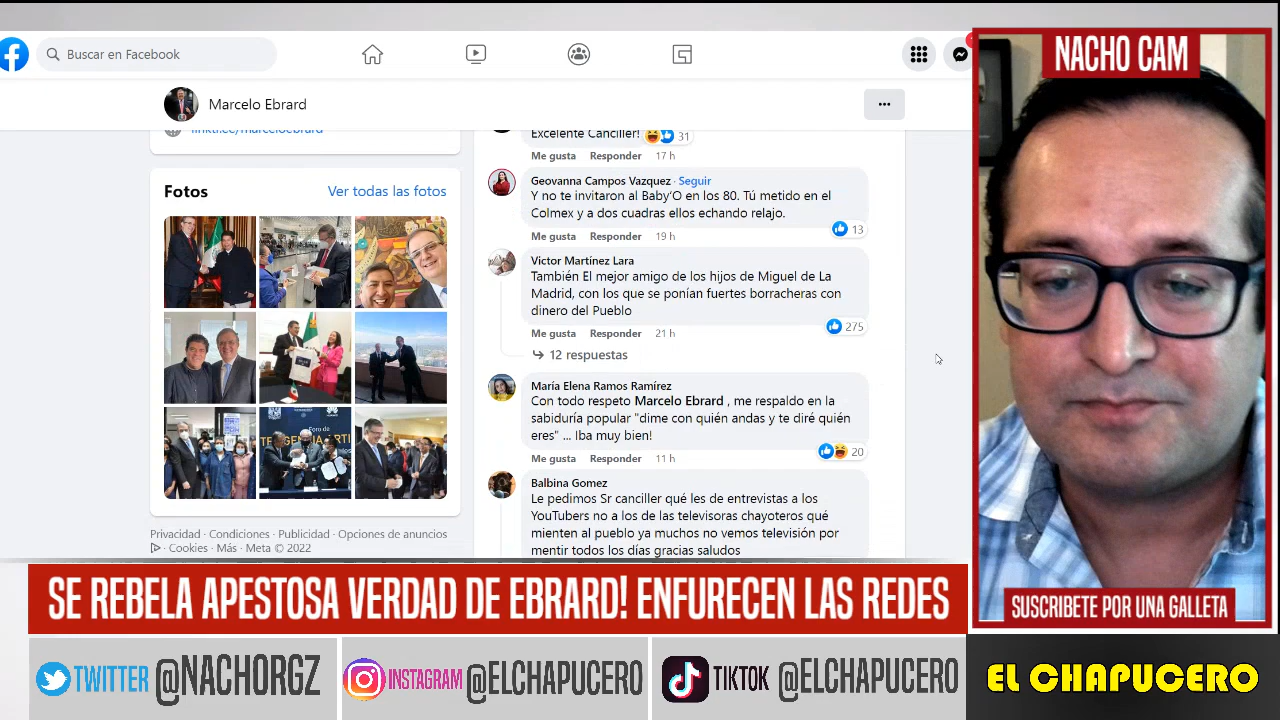 Buscar en Facebook
Marcelo Ebrard
linktr.ee/marceloebrard
Fotos
Ver todas las fotos
Privacidad · Condiciones · Publicidad · Opciones de anuncios
· Cookies · Más · Meta © 2022
Excelente Canciller!
31
Me gusta Responder 17 h
Geovanna Campos Vazquez · Seguir
Y no te invitaron al Baby'O en los 80. Tú metido en el
Colmex y a dos cuadras ellos echando relajo.
13
Me gusta Responder 19 h
Victor Martínez Lara
También El mejor amigo de los hijos de Miguel de La
Madrid, con los que se ponían fuertes borracheras con
dinero del Pueblo
275
Me gusta Responder 21 h
12 respuestas
María Elena Ramos Ramírez
Con todo respeto Marcelo Ebrard , me respaldo en la
sabiduría popular "dime con quién andas y te diré quién
eres" ... Iba muy bien!
20
Me gusta Responder 11 h
Balbina Gomez
Le pedimos Sr canciller qué les de entrevistas a los
YouTubers no a los de las televisoras chayoteros qué
mienten al pueblo ya muchos no vemos televisión por
mentir todos los días gracias saludos
NACHO CAM
SUSCRIBETE POR UNA GALLETA
SE REBELA APESTOSA VERDAD DE EBRARD! ENFURECEN LAS REDES
TWITTER @NACHORGZ
INSTAGRAM @ELCHAPUCERO
TIKTOK @ELCHAPUCERO
EL CHAPUCERO